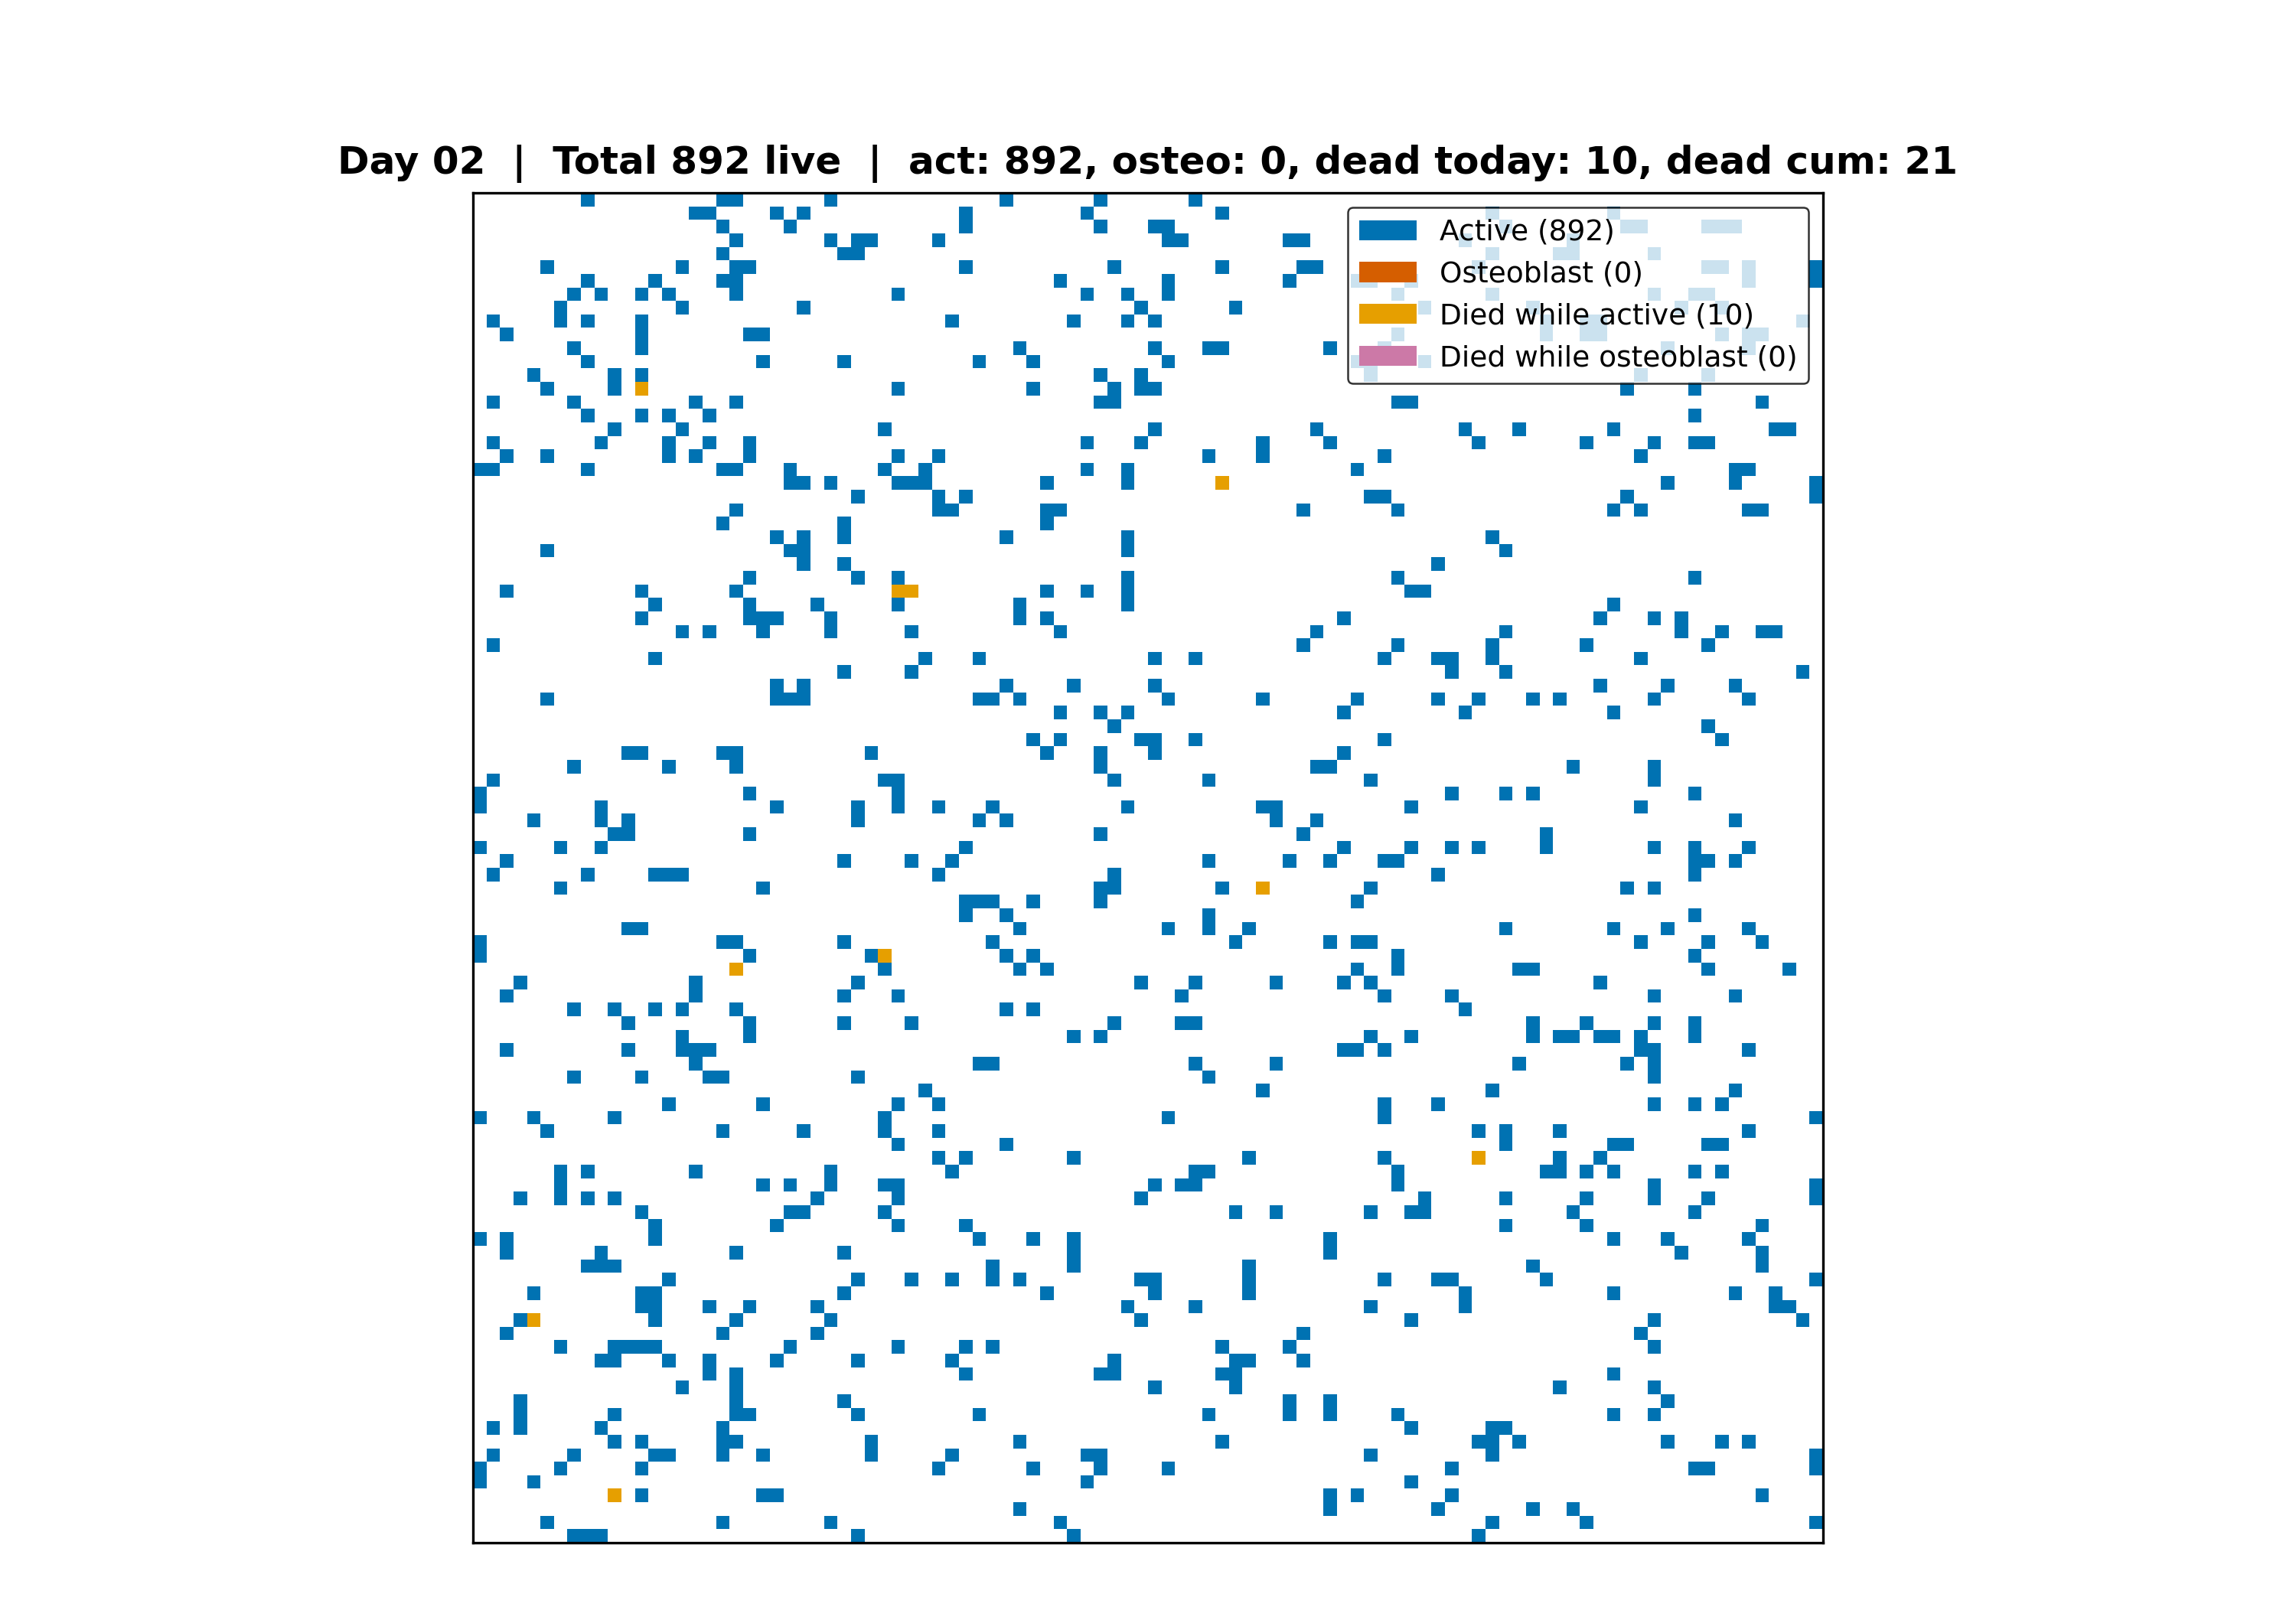 Day 02 | Total 892 live | act: 892, osteo: 0, dead today: 10, dead cum: 21
Active (892)
Osteoblast (0)
Died while active (10)
Died while osteoblast (0)